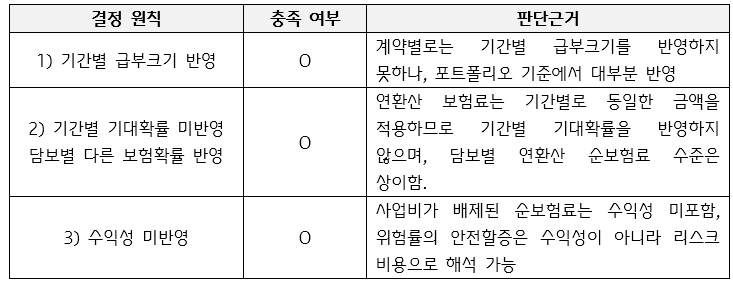 결정 원칙 충족 여부 판단근거
1) 기간별 급부크기 반영 O 계약별로는 기간별 급부크기를 반영하지
못하나, 포트폴리오 기준에서 대부분 반영
2) 기간별 기대확률 미반영
담보별 다른 보험확률 반영
O
연환산 보험료는 기간별로 동일한 금액을
적용하므로 기간별 기대확률을 반영하지
않으며, 담보별 연환산 순보험료 수준은
상이함.
3) 수익성 미반영
O
사업비가 배제된 순보험료는 수익성 미포함,
위험률의 안전할증은 수익성이 아니라 리스크
비용으로 해석 가능